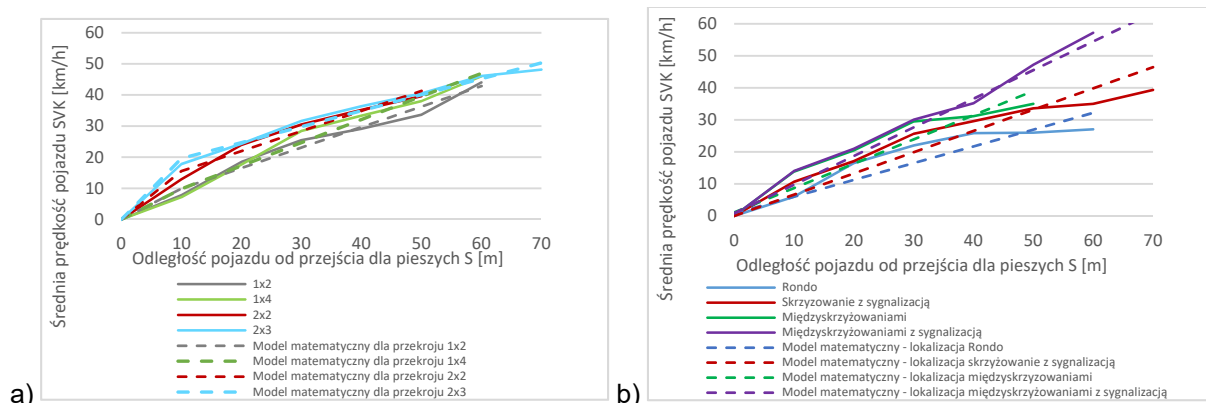 a)
Średnia prędkość pojazdu SVK [km/h]
60
50
40
30
20
10
0
0 10 20 30 40 50 60 70
Odległość pojazdu od przejścia dla pieszych S [m]
1x2
1x4
2x2
2x3
Model matematyczny dla przekroju 1x2
Model matematyczny dla przekroju 1x4
Model matematyczny dla przekroju 2x2
Model matematyczny dla przekroju 2x3
b)
Średnia prędkość pojazdu SVK [km/h]
60
50
40
30
20
10
0
0 10 20 30 40 50 60 70
Odległość pojazdu od przejścia dla pieszych S [m]
Rondo
Skrzyzowanie z sygnalizacją
Międzyskrzyżowaniami
Międzyskrzyżowaniami z sygnalizacją
Model matematyczny - lokalizacja Rondo
Model matematyczny - lokalizacja skrzyżowanie z sygnalizacją
Model matematyczny - lokalizacja międzyskrzyzowaniami
Model matematyczny - lokalizacja międzyskrzyżowaniami z sygnalizacją